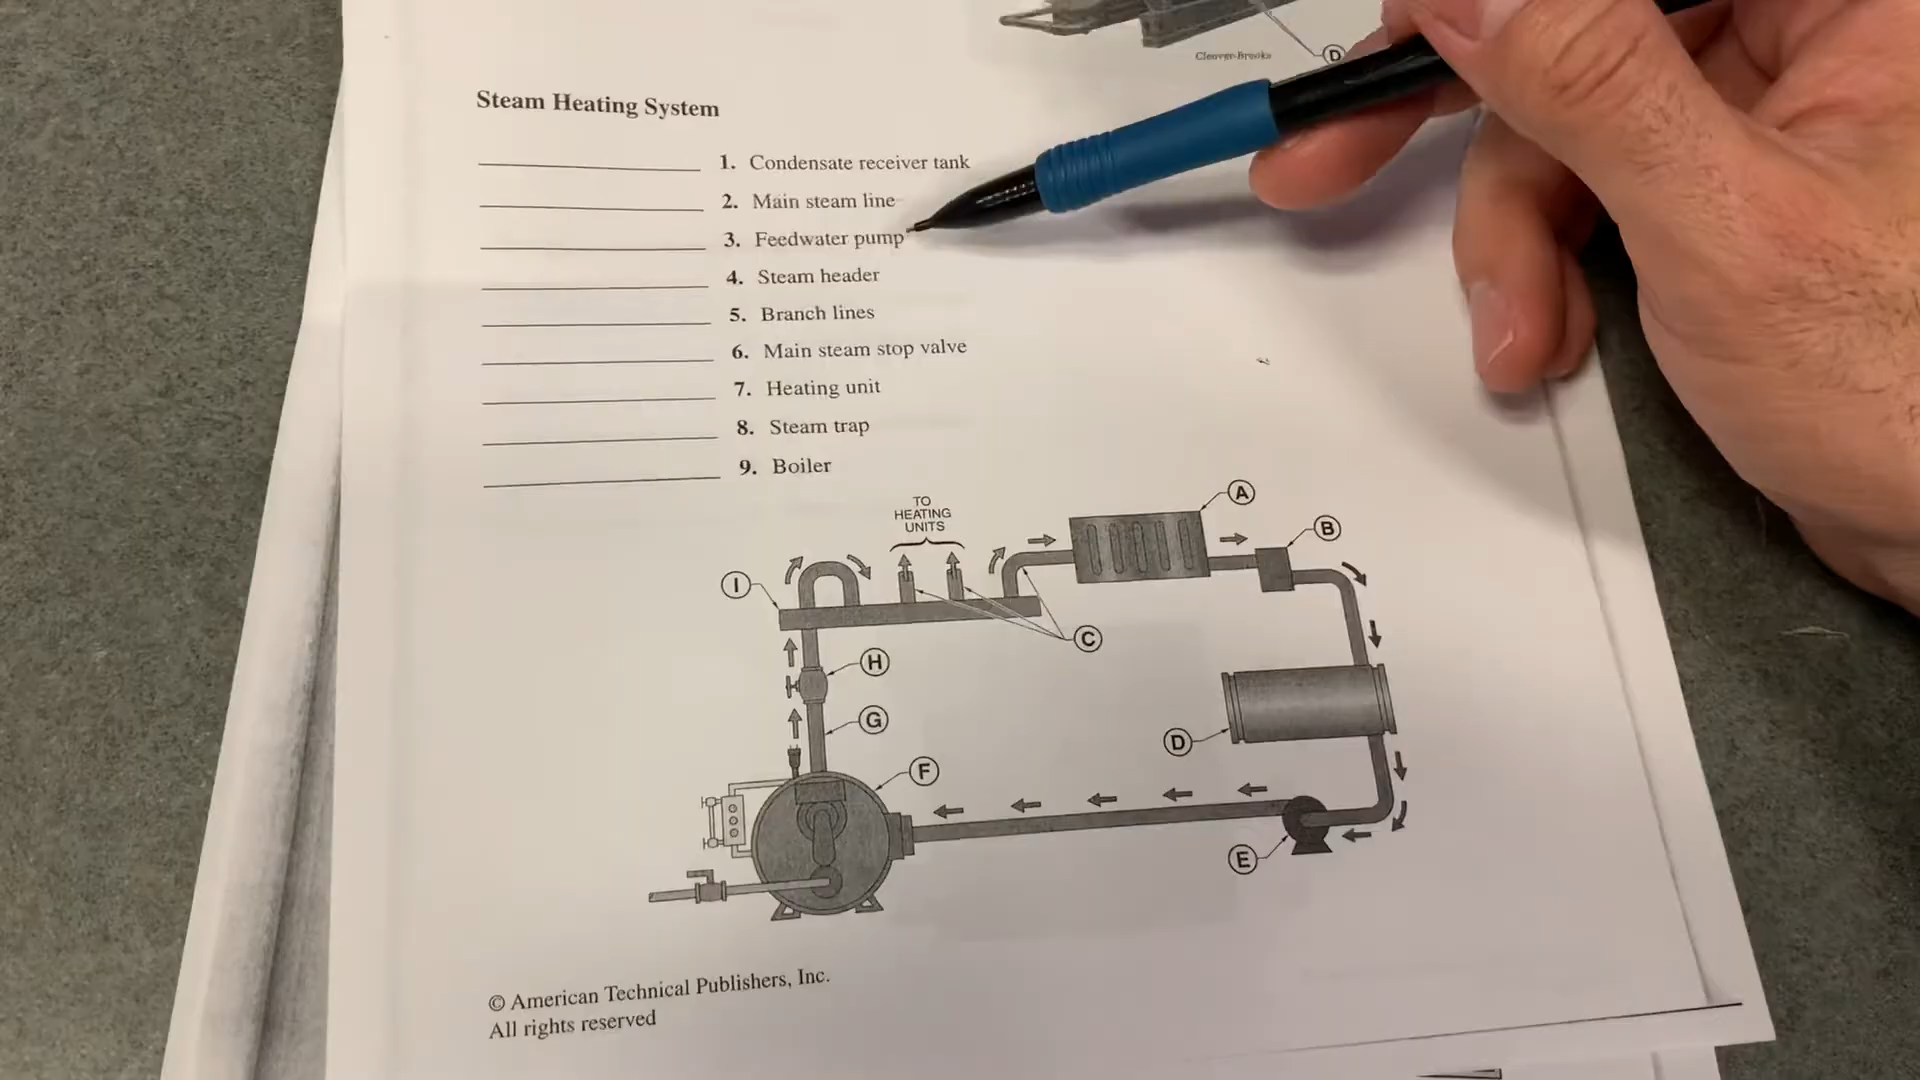 Cleaver-Brooks
D
Steam Heating System
1. Condensate receiver tank
2. Main steam line
3. Feedwater pump
4. Steam header
5. Branch lines
6. Main steam stop valve
7. Heating unit
8. Steam trap
9. Boiler
TO
HEATING
UNITS
A
B
I
C
H
G
D
F
E
© American Technical Publishers, Inc.
All rights reserved